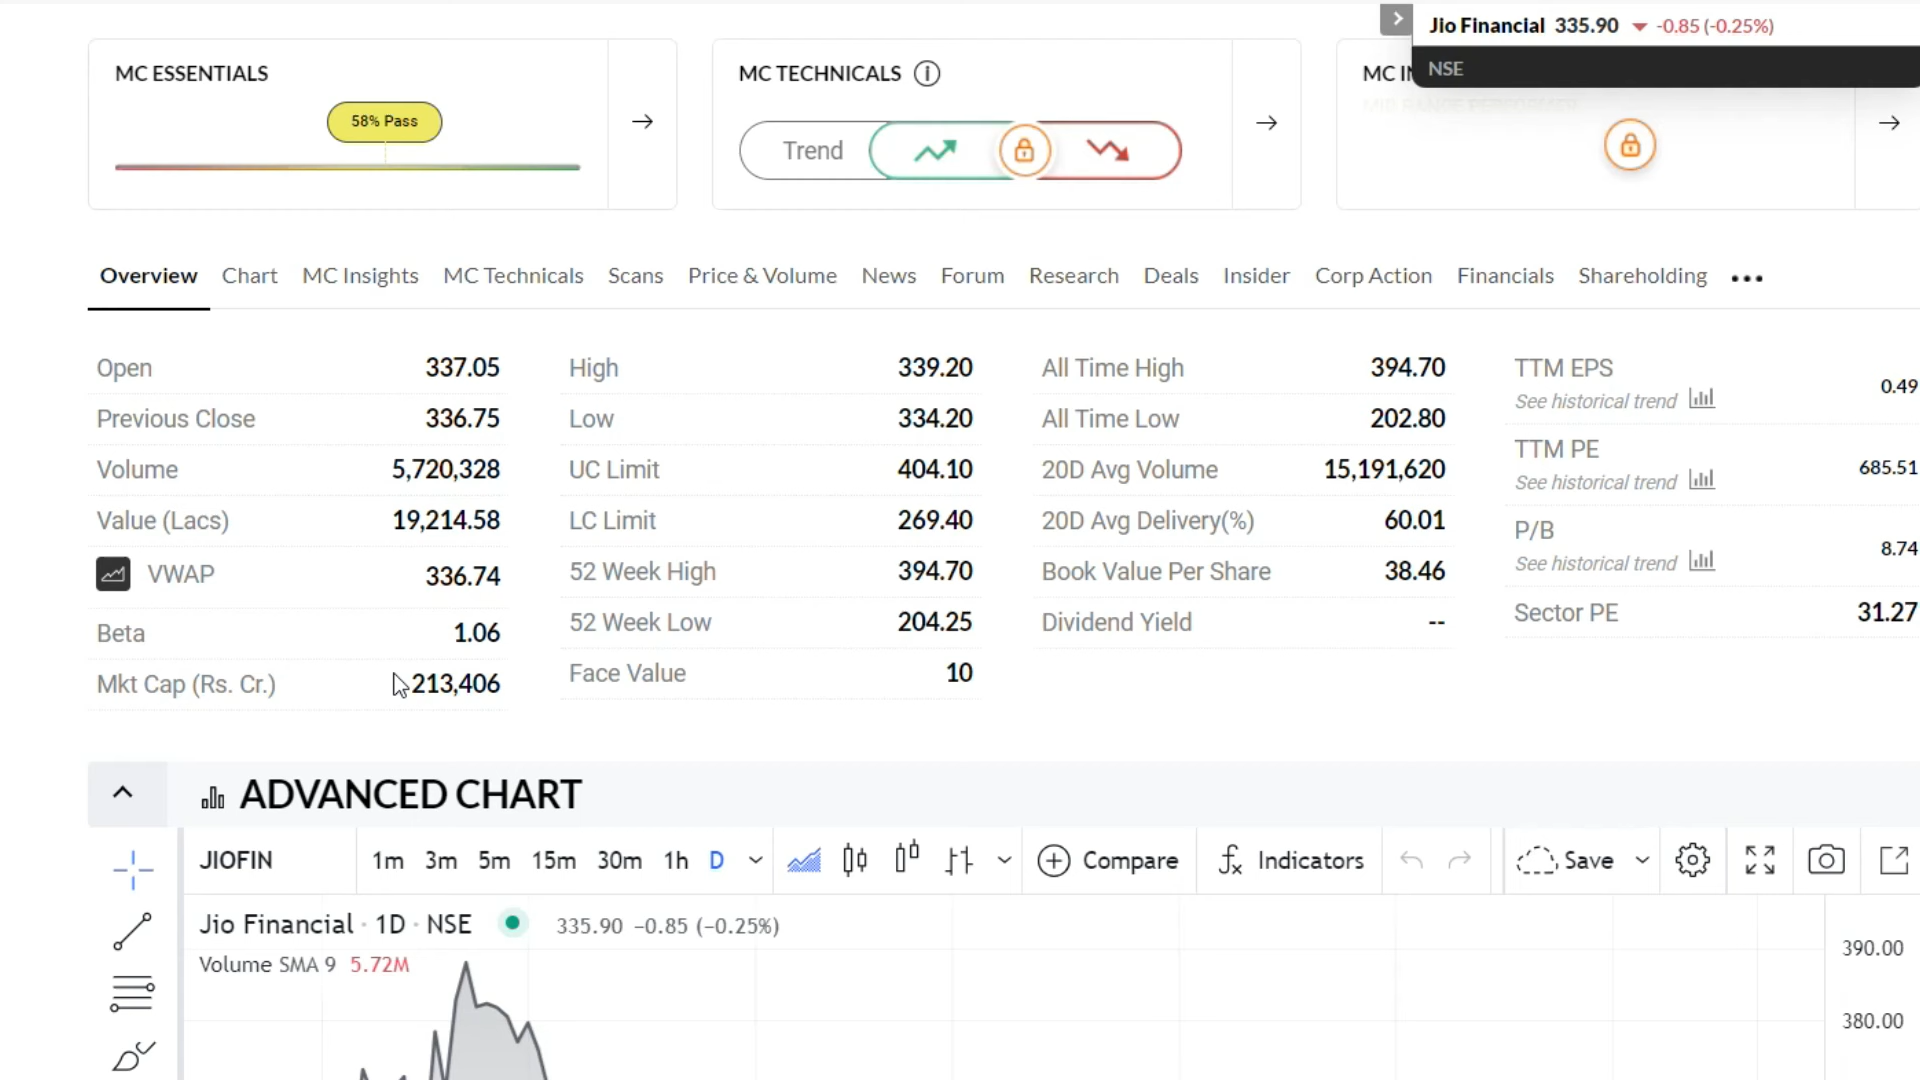 Jio Financial 335.90 -0.85 (-0.25%)
NSE
MC ESSENTIALS
58% Pass
MC TECHNICALS
Trend
MC
Overview Chart MC Insights MC Technicals Scans Price & Volume News Forum Research Deals Insider Corp Action Financials Shareholding •••
Open 337.05
Previous Close 336.75
Volume 5,720,328
Value (Lacs) 19,214.58
VWAP 336.74
Beta 1.06
Mkt Cap (Rs. Cr.) 213,406
High 339.20
Low 334.20
UC Limit 404.10
LC Limit 269.40
52 Week High 394.70
52 Week Low 204.25
Face Value 10
All Time High 394.70
All Time Low 202.80
20D Avg Volume 15,191,620
20D Avg Delivery(%) 60.01
Book Value Per Share 38.46
Dividend Yield --
TTM EPS 0.49
See historical trend
TTM PE 685.51
See historical trend
P/B 8.74
See historical trend
Sector PE 31.27
ADVANCED CHART
JIOFIN 1m 3m 5m 15m 30m 1h D Compare Indicators Save
Jio Financial · 1D · NSE 335.90 −0.85 (−0.25%)
Volume SMA 9 5.72M
390.00
380.00